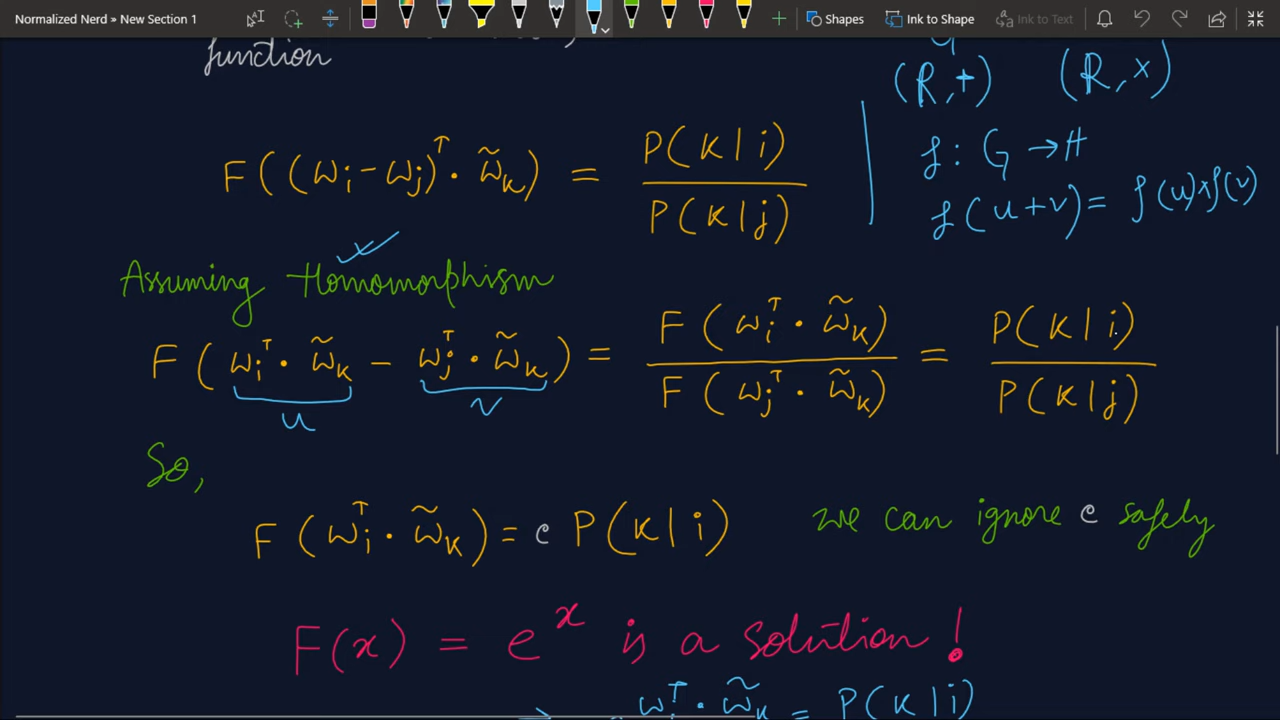 Normalized Nerd » New Section 1
Shapes
Ink to Shape
Ink to Text
function
(R, +) (R, ×)
f : G → H
f(u+v) = f(u)×f(v)
F((wᵢ - wⱼ)ᵀ · w̃ₖ) = P(k|i) / P(k|j)
Assuming Homomorphism
F(wᵢᵀ · w̃ₖ - wⱼᵀ · w̃ₖ) = F(wᵢᵀ · w̃ₖ) / F(wⱼᵀ · w̃ₖ) = P(k|i) / P(k|j)
u v
So,
F(wᵢᵀ · w̃ₖ) = c P(k|i) we can ignore c safely
F(x) = eˣ is a solution!
wᵢᵀ · w̃ₖ = P(k|i)